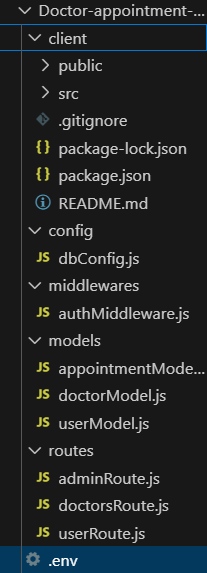 Doctor-appointment-...
client
public
src
.gitignore
{} package-lock.json
{} package.json
README.md
config
JS dbConfig.js
middlewares
JS authMiddleware.js
models
JS appointmentMode...
JS doctorModel.js
JS userModel.js
routes
JS adminRoute.js
JS doctorsRoute.js
JS userRoute.js
.env